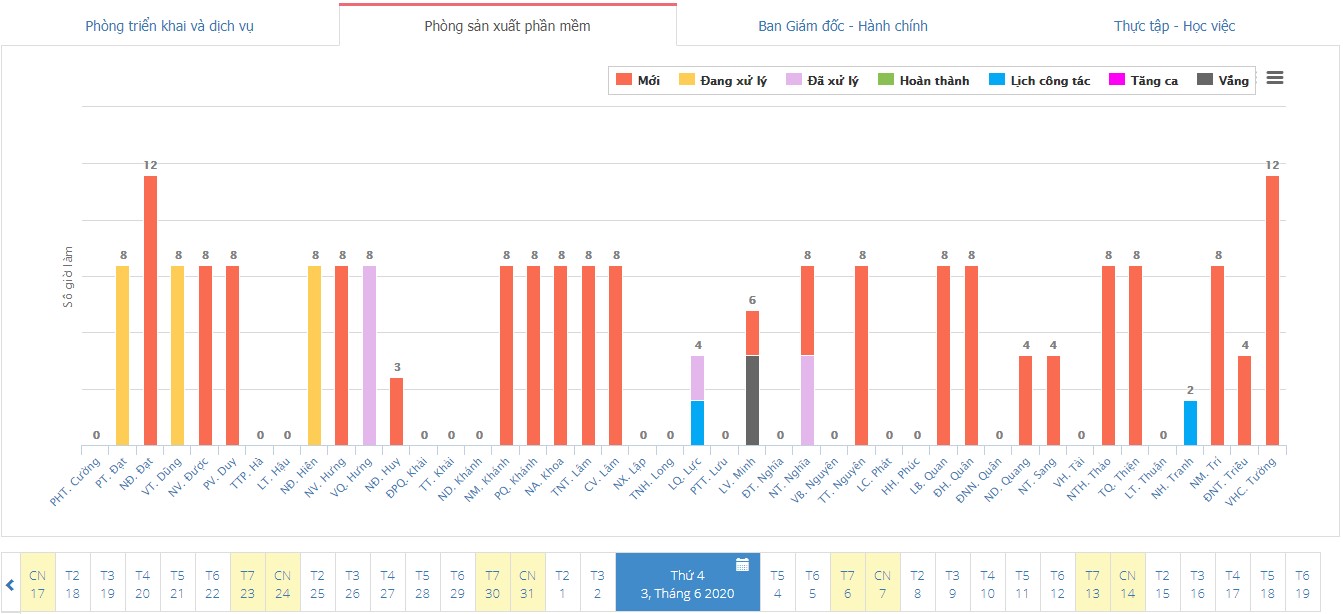 Phòng triển khai và dịch vụ
Phòng sản xuất phần mềm
Ban Giám đốc - Hành chính
Thực tập - Học việc
Mới Đang xử lý Đã xử lý Hoàn thành Lịch công tác Tăng ca Vắng
Số giờ làm
0 8 12 8 8 8 0 0 8 8 8 3 0 0 0 8 8 8 8 8 0 0 4 0 6 0 8 0 8 0 0 8 8 0 4 4 0 8 8 0 2 8 4 12
PHT. Cường
PT. Đạt
NĐ. Đạt
VT. Dũng
NV. Được
PV. Duy
TTP. Hà
LT. Hậu
NĐ. Hiên
NV. Hưng
VQ. Hưng
NĐ. Huy
ĐPQ. Khải
TT. Khải
ND. Khánh
NM. Khánh
PQ. Khánh
NA. Khoa
TNT. Lâm
CV. Lâm
NX. Lập
TNH. Long
LQ. Lực
PTT. Lưu
LV. Minh
ĐT. Nghĩa
NT. Nghĩa
VB. Nguyên
TT. Nguyên
LC. Phát
HH. Phúc
LB. Quan
ĐH. Quân
ĐNN. Quân
ND. Quang
NT. Sang
VH. Tài
NTH. Thảo
TQ. Thiện
LT. Thuận
NH. Tranh
NM. Trí
ĐNT. Triều
VHC. Tưởng
CN T2 T3 T4 T5 T6 T7 CN T2 T3 T4 T5 T6 T7 CN T2 T3 Thứ 4 T5 T6 T7 CN T2 T3 T4 T5 T6 T7 CN T2 T3 T4 T5 T6
17 18 19 20 21 22 23 24 25 26 27 28 29 30 31 1 2 3, Tháng 6 2020 4 5 6 7 8 9 10 11 12 13 14 15 16 17 18 19